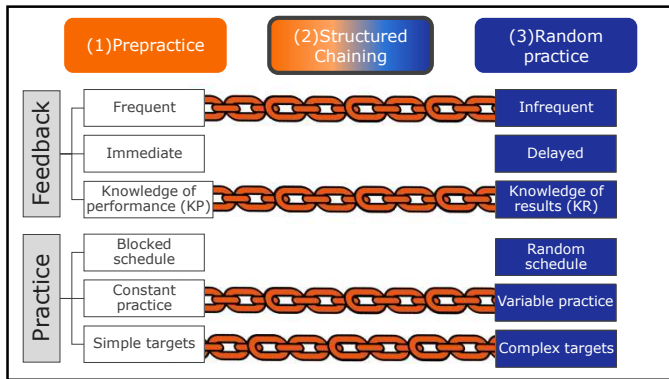 (1)Prepractice
(2)Structured
Chaining
(3)Random
practice
Feedback
Frequent
Infrequent
Immediate
Delayed
Knowledge of
performance (KP)
Knowledge of
results (KR)
Practice
Blocked
schedule
Random
schedule
Constant
practice
Variable practice
Simple targets
Complex targets